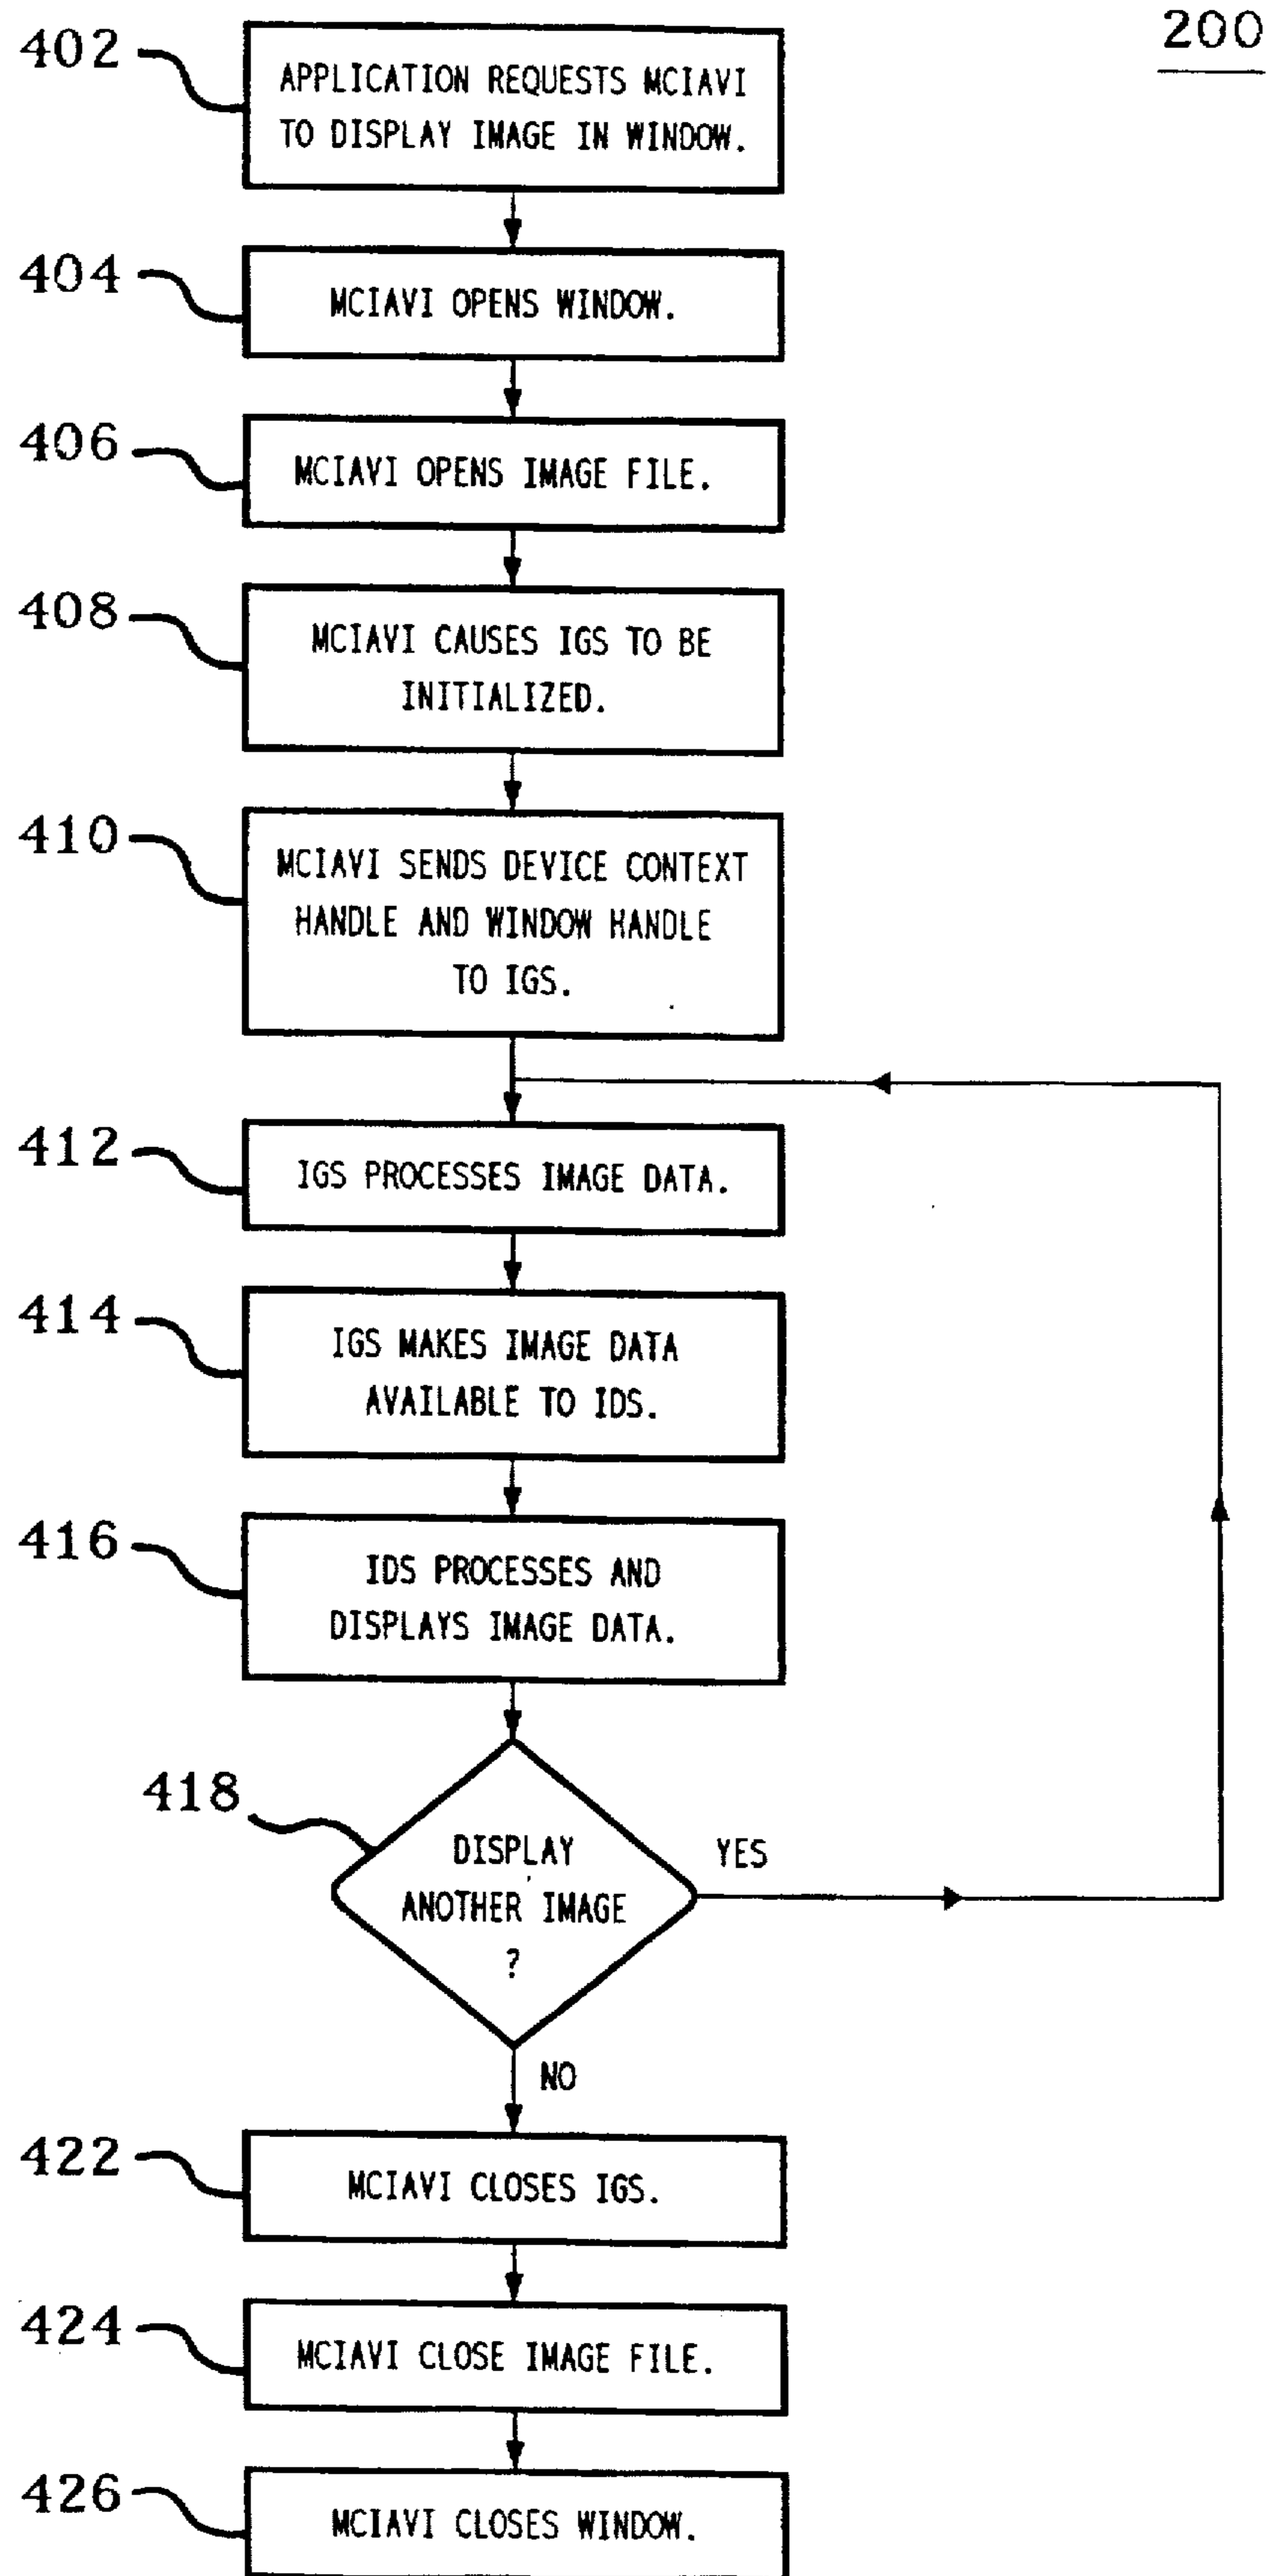 200
402
APPLICATION REQUESTS MCIAVI
TO DISPLAY IMAGE IN WINDOW.
404
MCIAVI OPENS WINDOW.
406
MCIAVI OPENS IMAGE FILE.
408
MCIAVI CAUSES IGS TO BE
INITIALIZED.
410
MCIAVI SENDS DEVICE CONTEXT
HANDLE AND WINDOW HANDLE
TO IGS.
412
IGS PROCESSES IMAGE DATA.
414
IGS MAKES IMAGE DATA
AVAILABLE TO IDS.
416
IDS PROCESSES AND
DISPLAYS IMAGE DATA.
418
DISPLAY
ANOTHER IMAGE
?
YES
NO
422
MCIAVI CLOSES IGS.
424
MCIAVI CLOSE IMAGE FILE.
426
MCIAVI CLOSES WINDOW.